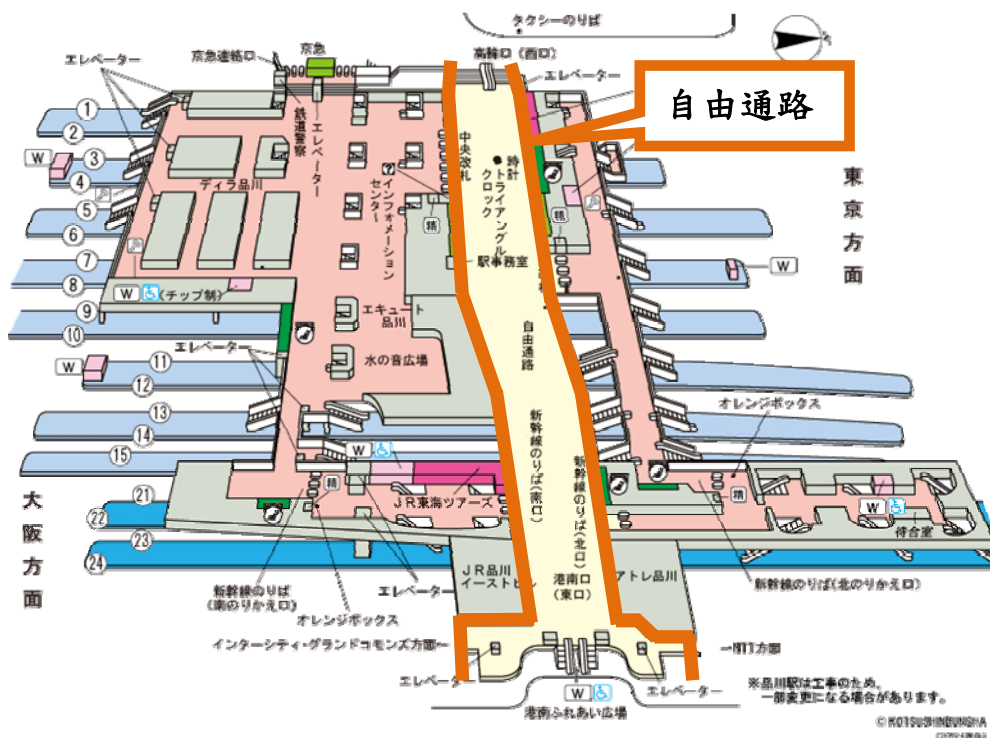 タクシーのりば
京急連絡口
京急
高輪口(西口)
エレベーター
エレベーター
自由通路
鉄道警察
エレベーター
中央改札
時計
トライアングル
クロック
?
インフォメーション
センター
精
精
ディラ品川
駅事務室
東京方面
1
2
W
3
4
5
6
7
8
W
W
(チップ制)
9
10
エキュート
品川
自由通路
エレベーター
水の音広場
W
11
12
オレンジボックス
13
14
W
15
新幹線のりば(南口)
新幹線のりば(北口)
精
精
JR東海ツアーズ
W
待合室
大阪方面
21
22
23
24
JR品川
イースト
アトレ品川
港南口
(東口)
新幹線のりば
(南のりかえ口)
エレベーター
新幹線のりば(北のりかえ口)
オレンジボックス
インターシティ・グランドコモンズ方面←
→NTT方面
エレベーター
エレベーター
W
港南ふれあい広場
※品川駅は工事のため、
一部変更になる場合があります。
© KOTSUSHINBUNSHA